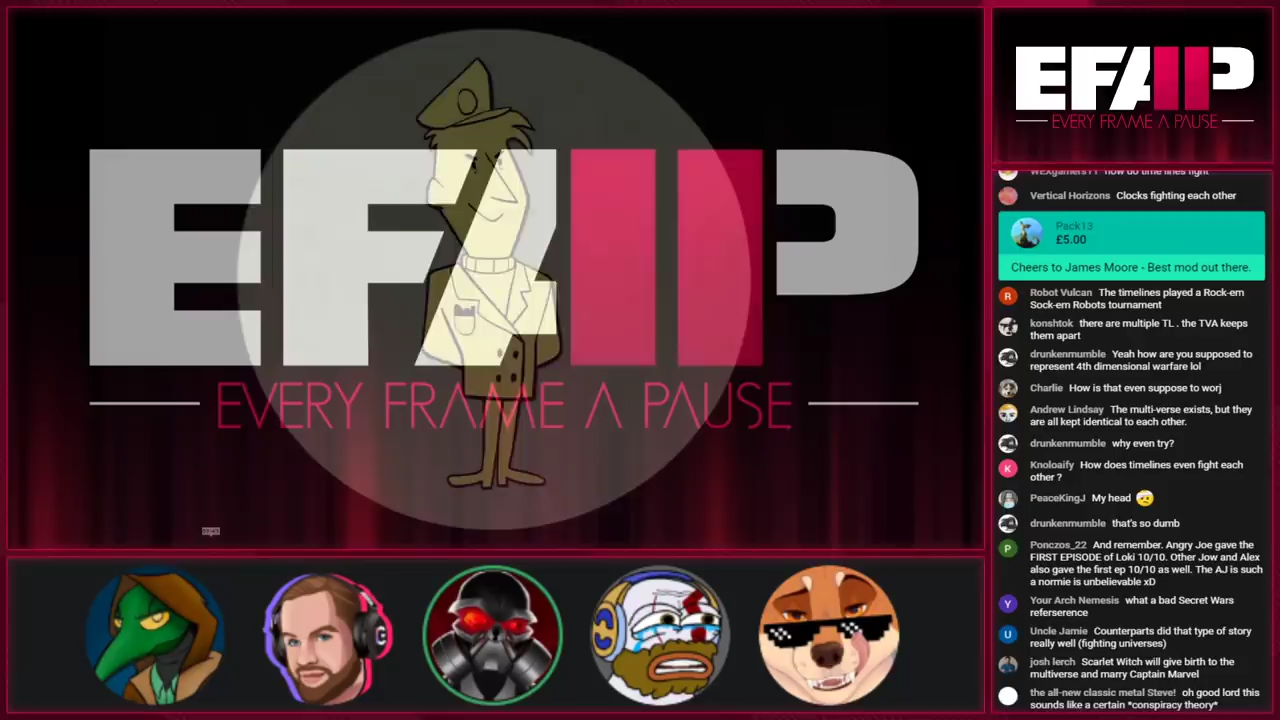 EFAP
EVERY FRAME A PAUSE
EFAP
EVERY FRAME A PAUSE
WEXgamers11 how do time lines fight
Vertical Horizons Clocks fighting each other
Pack13
£5.00
Cheers to James Moore - Best mod out there.
R
Robot Vulcan The timelines played a Rock-em
Sock-em Robots tournament
konshtok there are multiple TL . the TVA keeps
them apart
drunkenmumble Yeah how are you supposed to
represent 4th dimensional warfare lol
Charlie How is that even suppose to worj
Andrew Lindsay The multi-verse exists, but they
are all kept identical to each other.
drunkenmumble why even try?
K
Knoloaify How does timelines even fight each
other ?
PeaceKingJ My head
drunkenmumble that's so dumb
P
Ponczos_22 And remember. Angry Joe gave the
FIRST EPISODE of Loki 10/10. Other Jow and Alex
also gave the first ep 10/10 as well. The AJ is such
a normie is unbelievable xD
Y
Your Arch Nemesis what a bad Secret Wars
referserence
U
Uncle Jamie Counterparts did that type of story
really well (fighting universes)
josh lerch Scarlet Witch will give birth to the
multiverse and marry Captain Marvel
the all-new classic metal Steve! oh good lord this
sounds like a certain *conspiracy theory*